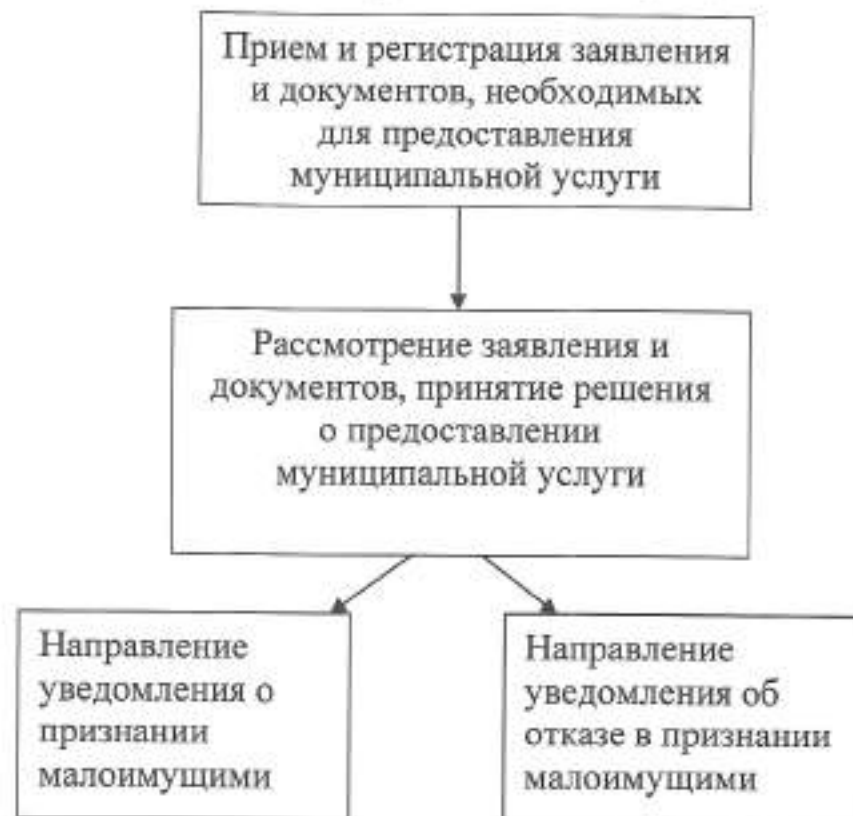 Прием и регистрация заявления
и документов, необходимых
для предоставления
муниципальной услуги
Рассмотрение заявления и
документов, принятие решения
о предоставлении
муниципальной услуги
Направление
уведомления о
признании
малоимущими
Направление
уведомления об
отказе в признании
малоимущими